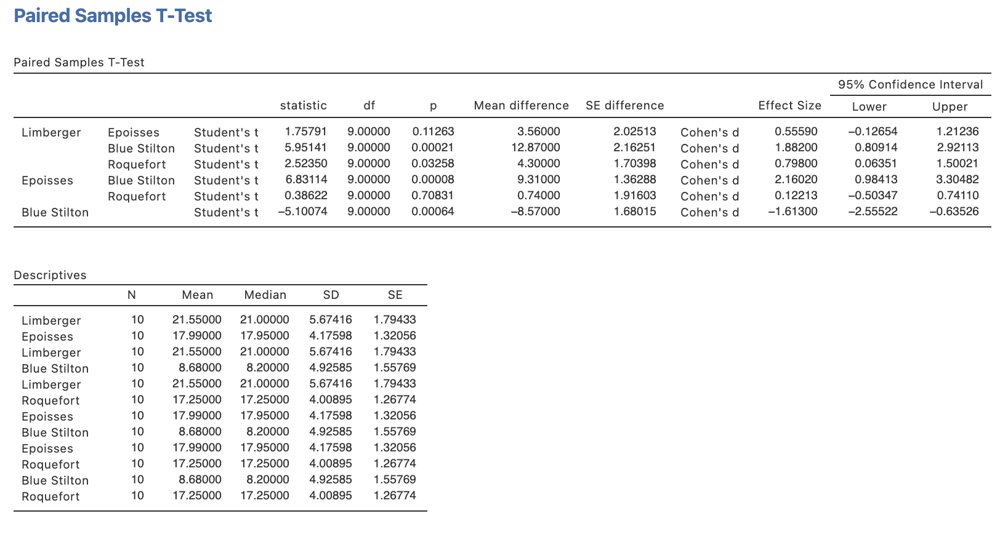 Paired Samples T-Test
Paired Samples T-Test
95% Confidence Interval
statistic df p Mean difference SE difference Effect Size Lower Upper
Limberger Epoisses Student's t 1.75791 9.00000 0.11263 3.56000 2.02513 Cohen's d 0.55590 −0.12654 1.21236
Blue Stilton Student's t 5.95141 9.00000 0.00021 12.87000 2.16251 Cohen's d 1.88200 0.80914 2.92113
Roquefort Student's t 2.52350 9.00000 0.03258 4.30000 1.70398 Cohen's d 0.79800 0.06351 1.50021
Epoisses Blue Stilton Student's t 6.83114 9.00000 0.00008 9.31000 1.36288 Cohen's d 2.16020 0.98413 3.30482
Roquefort Student's t 0.38622 9.00000 0.70831 0.74000 1.91603 Cohen's d 0.12213 −0.50347 0.74110
Blue Stilton Student's t −5.10074 9.00000 0.00064 −8.57000 1.68015 Cohen's d −1.61300 −2.55522 −0.63526
Descriptives
N Mean Median SD SE
Limberger 10 21.55000 21.00000 5.67416 1.79433
Epoisses 10 17.99000 17.95000 4.17598 1.32056
Limberger 10 21.55000 21.00000 5.67416 1.79433
Blue Stilton 10 8.68000 8.20000 4.92585 1.55769
Limberger 10 21.55000 21.00000 5.67416 1.79433
Roquefort 10 17.25000 17.25000 4.00895 1.26774
Epoisses 10 17.99000 17.95000 4.17598 1.32056
Blue Stilton 10 8.68000 8.20000 4.92585 1.55769
Epoisses 10 17.99000 17.95000 4.17598 1.32056
Roquefort 10 17.25000 17.25000 4.00895 1.26774
Blue Stilton 10 8.68000 8.20000 4.92585 1.55769
Roquefort 10 17.25000 17.25000 4.00895 1.26774